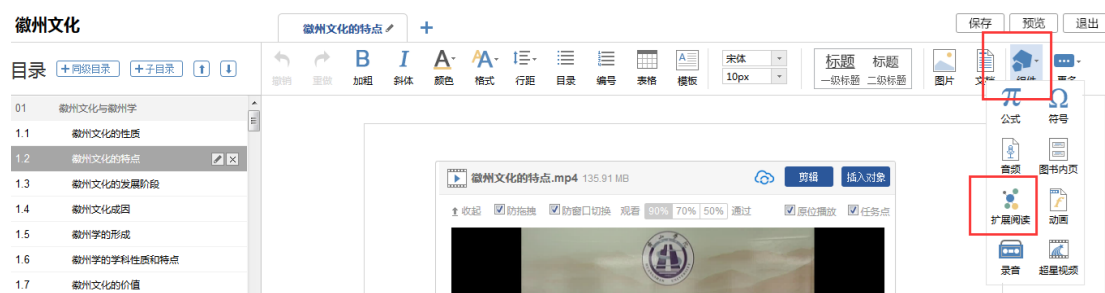 徽州文化
徽州文化的特点
+
保存 预览 退出
目录 +同级目录 +子目录
撤销 重做 加粗 斜体 颜色 格式 行距 目录 编号 表格 模板
宋体
10px
标题 标题
一级标题 二级标题
图片 文档 组件 更多
01 徽州文化与徽州学
1.1 徽州文化的性质
1.2 徽州文化的特点
1.3 徽州文化的发展阶段
1.4 徽州文化成因
1.5 徽州学的形成
1.6 徽州学的学科性质和特点
1.7 徽州文化的价值
徽州文化的特点.mp4 135.91 MB
剪辑 插入对象
收起 防拖拽 防窗口切换 观看 90% 70% 50% 通过 原位播放 任务点
π Ω
公式 符号
音频 图书内页
扩展阅读 动画
录音 超星视频